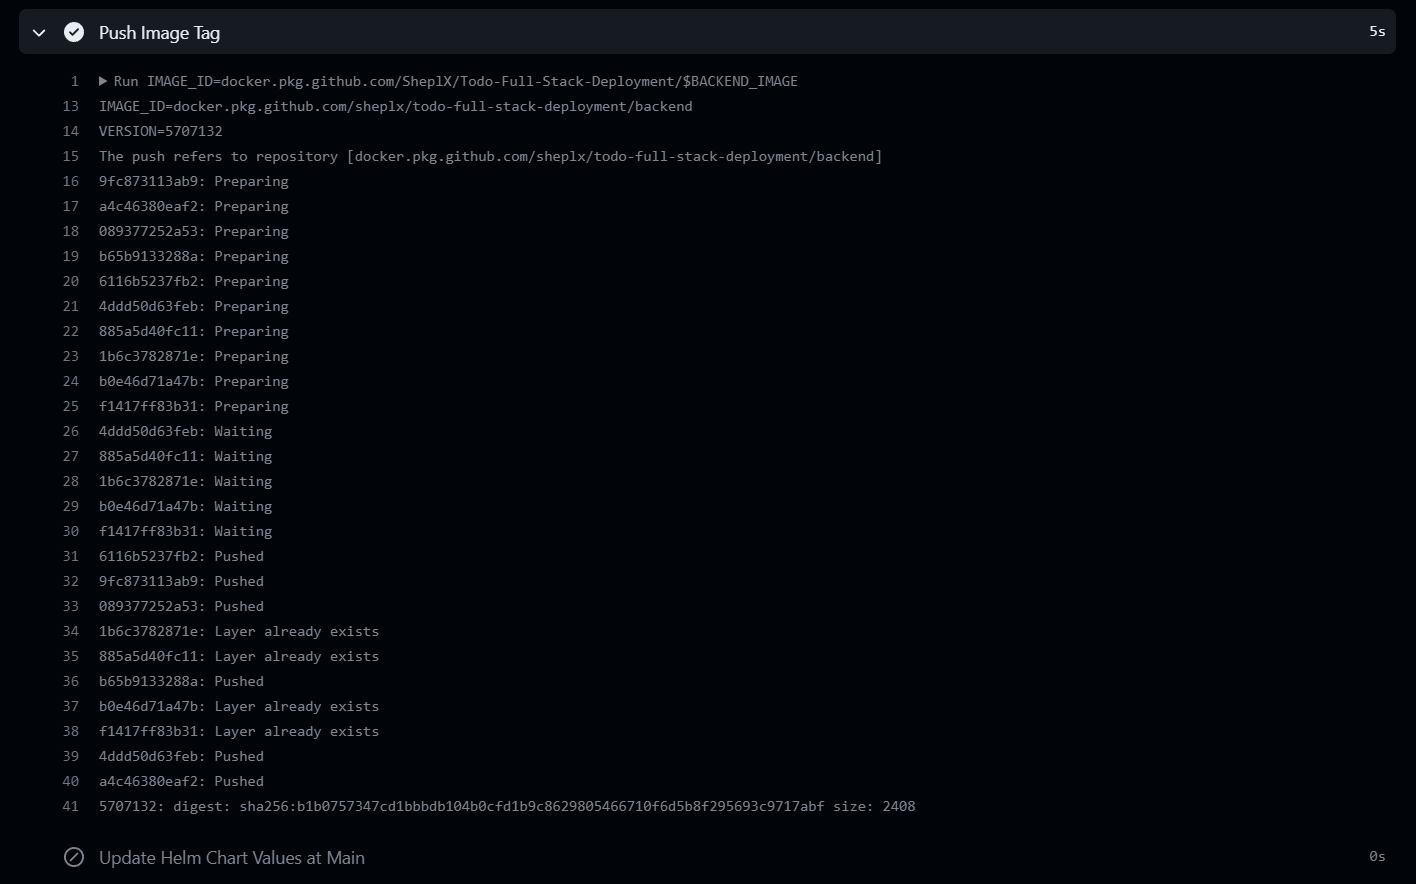 Push Image Tag 5s
1 Run IMAGE_ID=docker.pkg.github.com/SheplX/Todo-Full-Stack-Deployment/$BACKEND_IMAGE
13 IMAGE_ID=docker.pkg.github.com/sheplx/todo-full-stack-deployment/backend
14 VERSION=5707132
15 The push refers to repository [docker.pkg.github.com/sheplx/todo-full-stack-deployment/backend]
16 9fc873113ab9: Preparing
17 a4c46380eaf2: Preparing
18 089377252a53: Preparing
19 b65b9133288a: Preparing
20 6116b5237fb2: Preparing
21 4ddd50d63feb: Preparing
22 885a5d40fc11: Preparing
23 1b6c3782871e: Preparing
24 b0e46d71a47b: Preparing
25 f1417ff83b31: Preparing
26 4ddd50d63feb: Waiting
27 885a5d40fc11: Waiting
28 1b6c3782871e: Waiting
29 b0e46d71a47b: Waiting
30 f1417ff83b31: Waiting
31 6116b5237fb2: Pushed
32 9fc873113ab9: Pushed
33 089377252a53: Pushed
34 1b6c3782871e: Layer already exists
35 885a5d40fc11: Layer already exists
36 b65b9133288a: Pushed
37 b0e46d71a47b: Layer already exists
38 f1417ff83b31: Layer already exists
39 4ddd50d63feb: Pushed
40 a4c46380eaf2: Pushed
41 5707132: digest: sha256:b1b0757347cd1bbbdb104b0cfd1b9c8629805466710f6d5b8f295693c9717abf size: 2408
Update Helm Chart Values at Main 0s